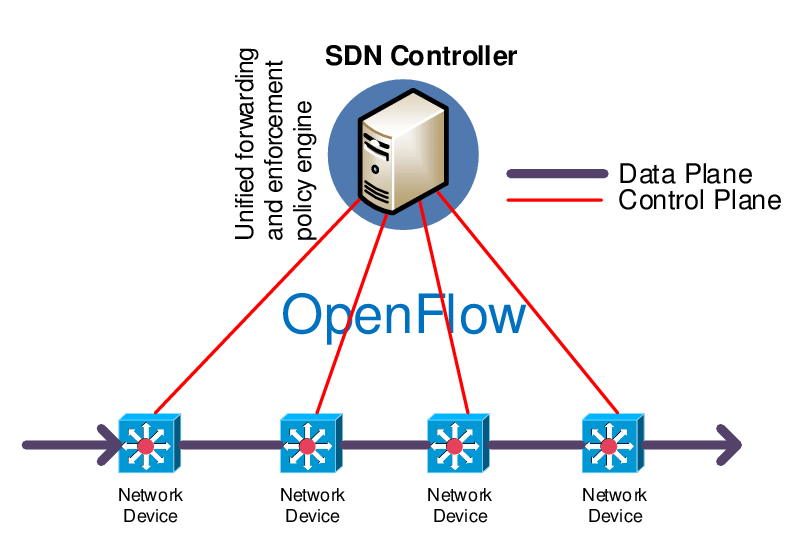 SDN Controller
Unified forwarding
and enforcement
policy engine
Data Plane
Control Plane
OpenFlow
Network
Device
Network
Device
Network
Device
Network
Device